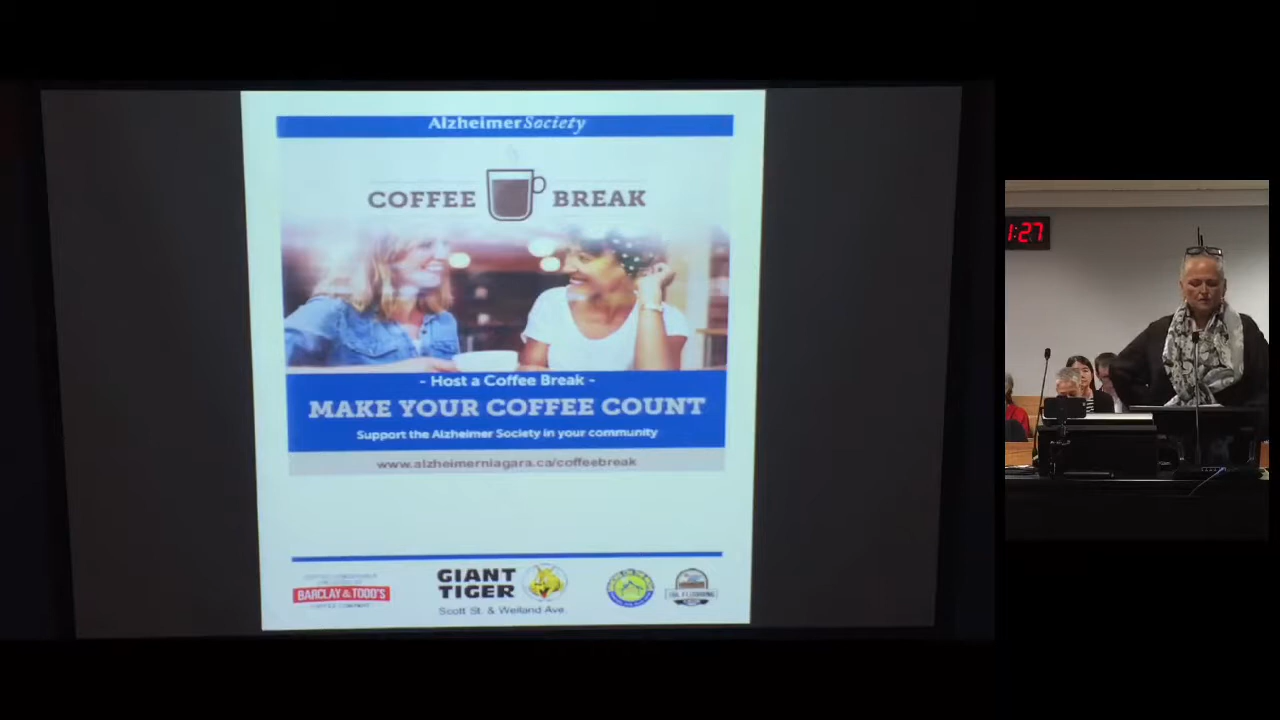 Alzheimer Society
COFFEE BREAK
- Host a Coffee Break -
MAKE YOUR COFFEE COUNT
Support the Alzheimer Society in your community
www.alzheimerniagara.ca/coffeebreak
BARCLAY & TODD'S
GIANT
TIGER
Scott St. & Welland Ave.
1:27